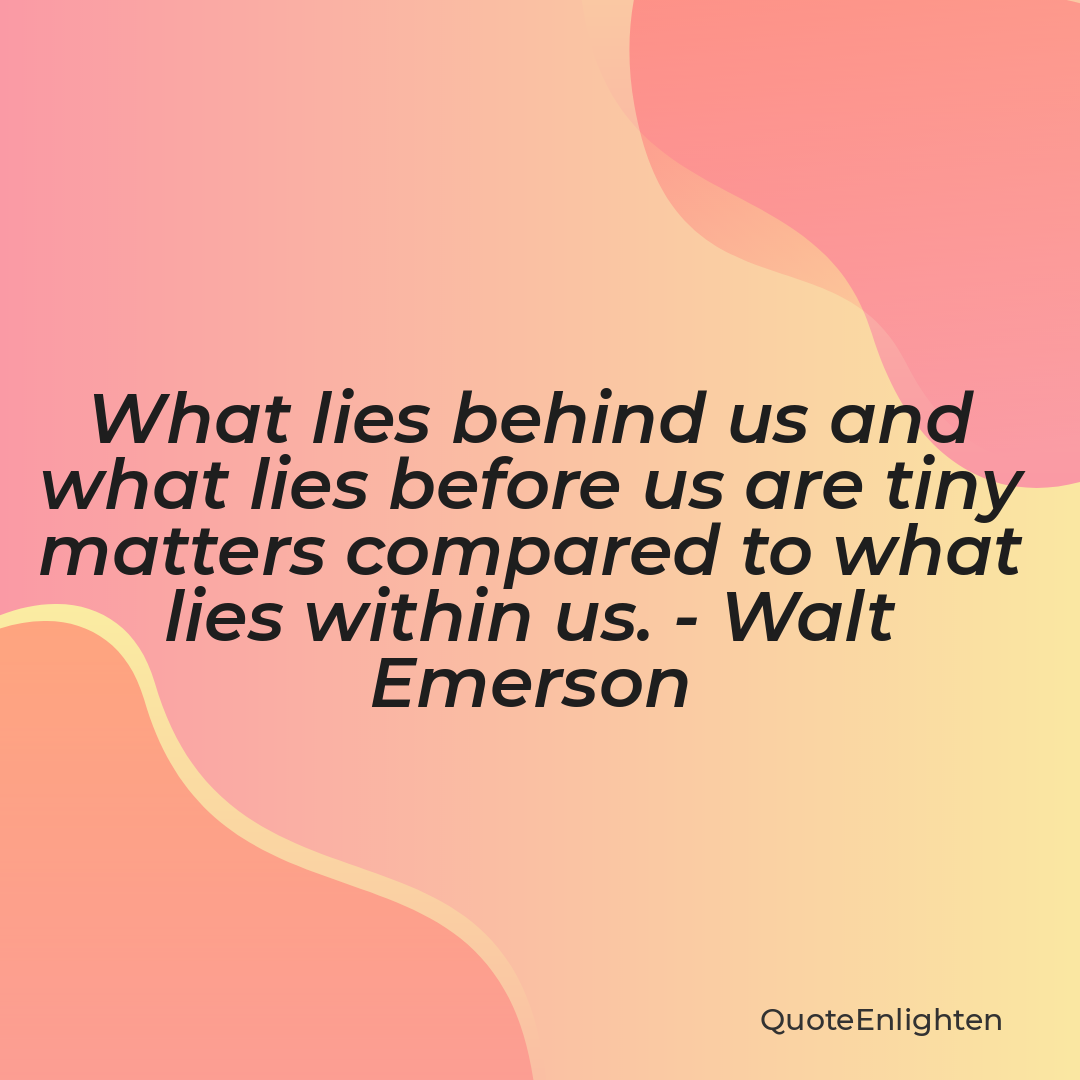 What lies behind us and
what lies before us are tiny
matters compared to what
lies within us. - Walt
Emerson
QuoteEnlighten